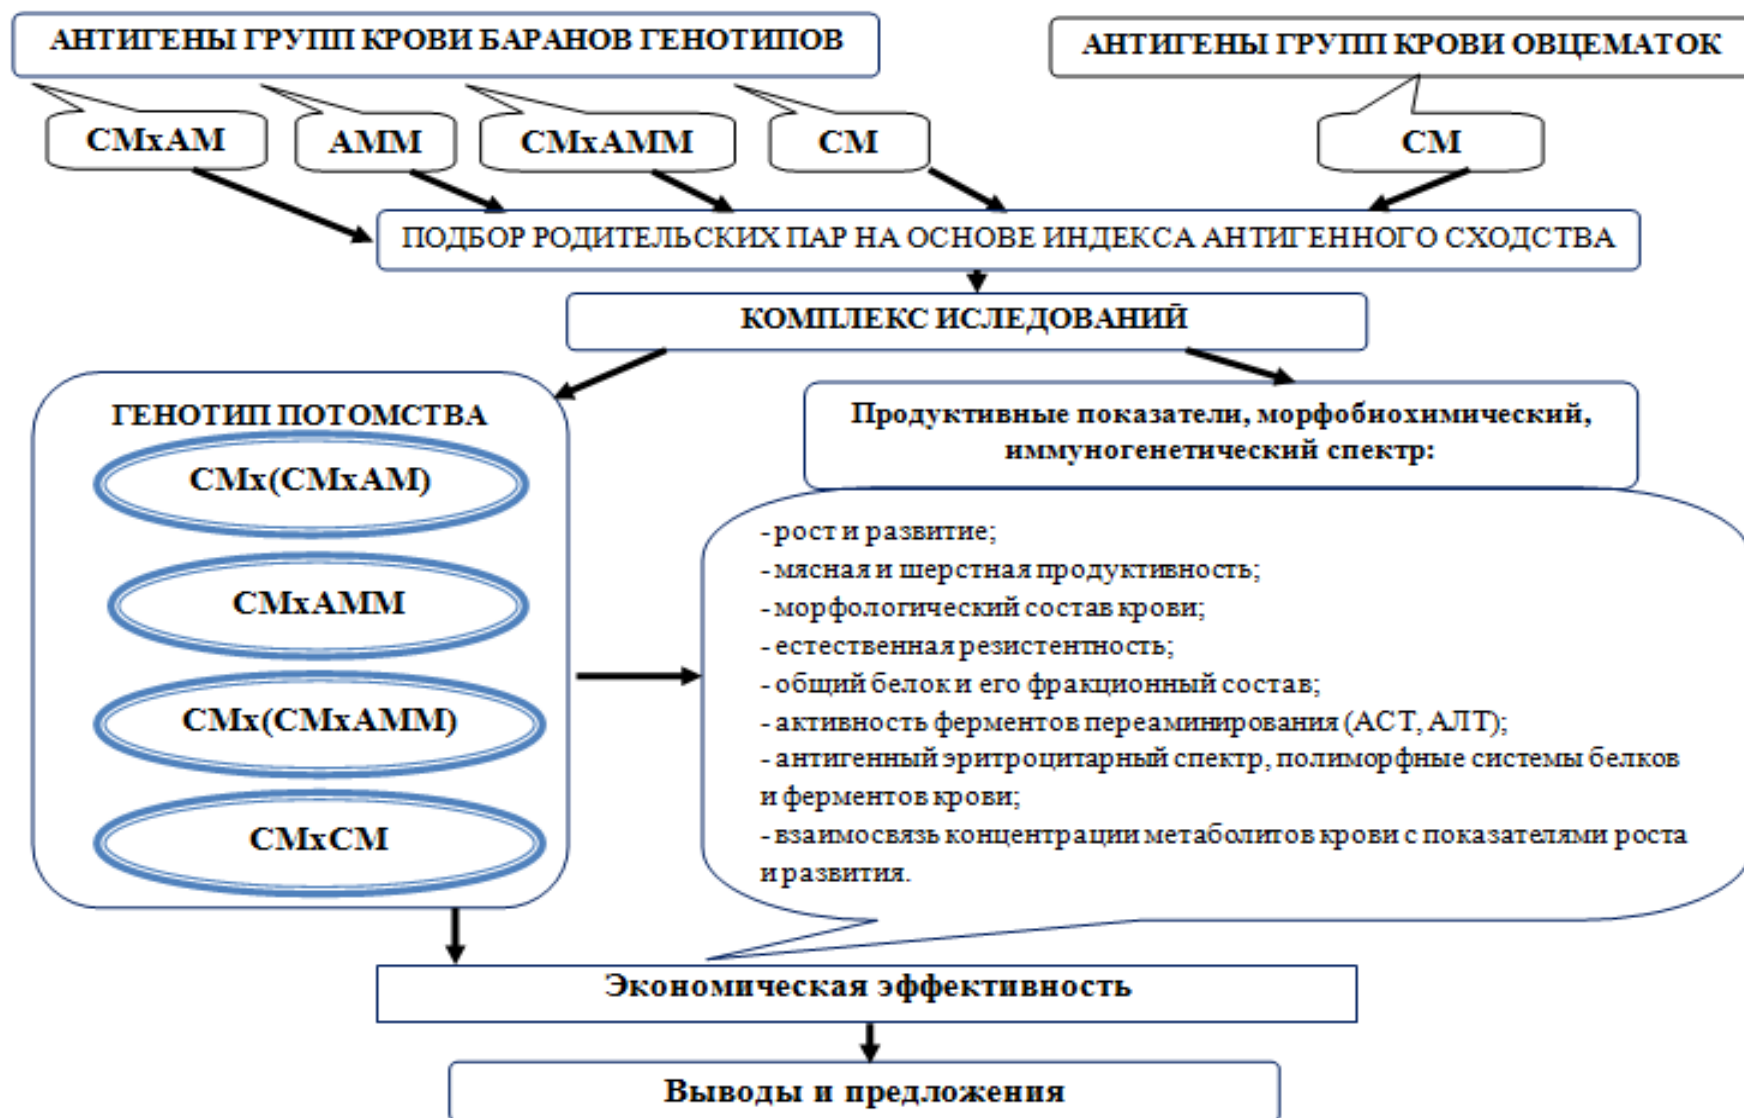 АНТИГЕНЫ ГРУПП КРОВИ БАРАНОВ ГЕНОТИПОВ
АНТИГЕНЫ ГРУПП КРОВИ ОВЦЕМАТОК
СМхАМ
АММ
СМхАММ
СМ
СМ
ПОДБОР РОДИТЕЛЬСКИХ ПАР НА ОСНОВЕ ИНДЕКСА АНТИГЕННОГО СХОДСТВА
КОМПЛЕКС ИСЛЕДОВАНИЙ
ГЕНОТИП ПОТОМСТВА
СМх(СМхАМ)
СМхАММ
СМх(СМхАММ)
СМхСМ
Продуктивные показатели, морфобиохимический,
иммуногенетический спектр:
- рост и развитие;
- мясная и шерстная продуктивность;
- морфологический состав крови;
- естественная резистентность;
- общий белок и его фракционный состав;
- активность ферментов переаминирования (АСТ, АЛТ);
- антигенный эритроцитарный спектр, полиморфные системы белков
и ферментов крови;
- взаимосвязь концентрации метаболитов крови с показателями роста
и развития.
Экономическая эффективность
Выводы и предложения